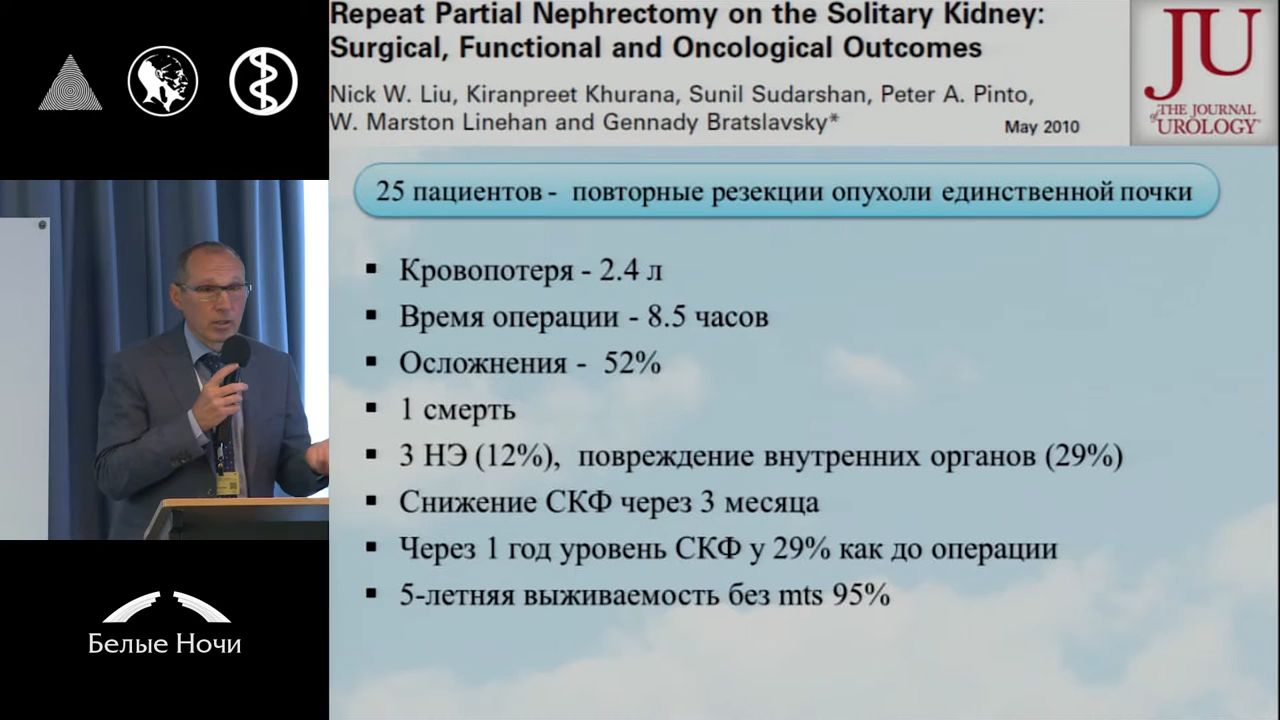 Repeat Partial Nephrectomy on the Solitary Kidney:
Surgical, Functional and Oncological Outcomes
Nick W. Liu, Kiranpreet Khurana, Sunil Sudarshan, Peter A. Pinto,
W. Marston Linehan and Gennady Bratslavsky*
May 2010
JU
THE JOURNAL
of UROLOGY
25 пациентов - повторные резекции опухоли единственной почки
▪ Кровопотеря - 2.4 л
▪ Время операции - 8.5 часов
▪ Осложнения - 52%
▪ 1 смерть
▪ 3 НЭ (12%), повреждение внутренних органов (29%)
▪ Снижение СКФ через 3 месяца
▪ Через 1 год уровень СКФ у 29% как до операции
▪ 5-летняя выживаемость без mts 95%
Белые Ночи